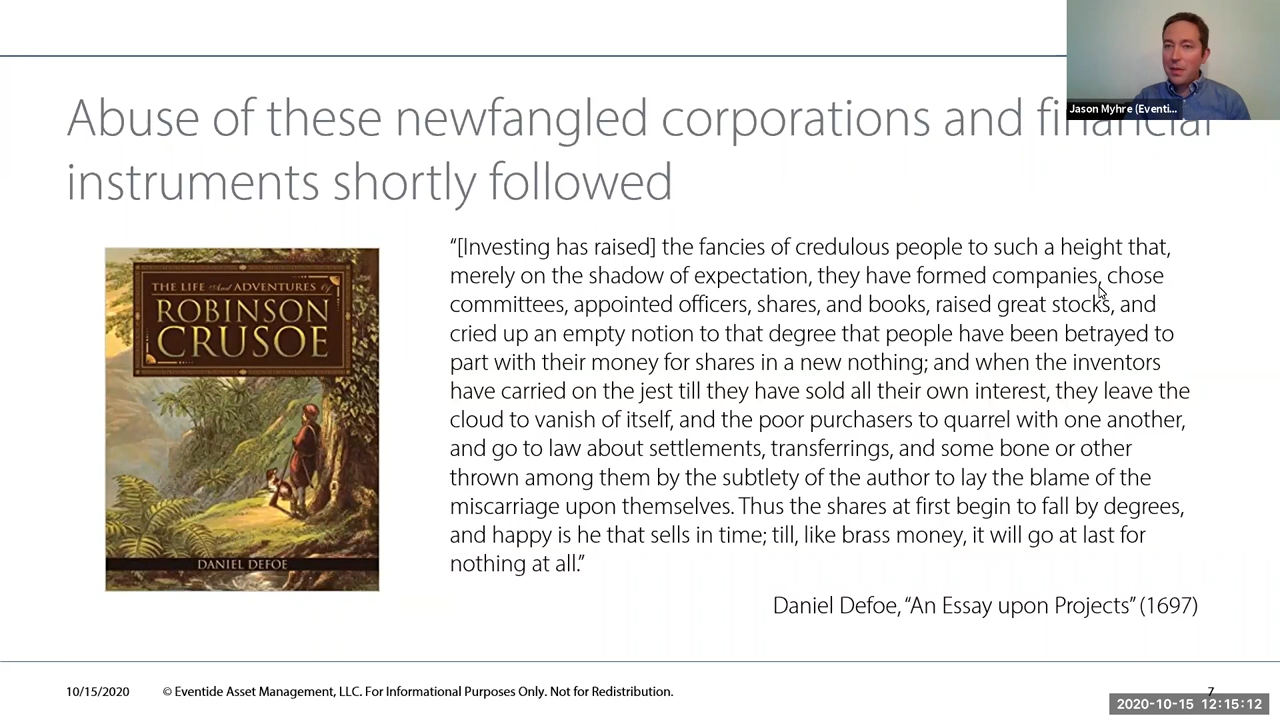 Jason Myhre (Eventi...
Abuse of these newfangled corporations and financial
instruments shortly followed
THE LIFE And ADVENTURES Of
ROBINSON
CRUSOE
DANIEL DEFOE
“[Investing has raised] the fancies of credulous people to such a height that,
merely on the shadow of expectation, they have formed companies, chose
committees, appointed officers, shares, and books, raised great stocks, and
cried up an empty notion to that degree that people have been betrayed to
part with their money for shares in a new nothing; and when the inventors
have carried on the jest till they have sold all their own interest, they leave the
cloud to vanish of itself, and the poor purchasers to quarrel with one another,
and go to law about settlements, transferrings, and some bone or other
thrown among them by the subtlety of the author to lay the blame of the
miscarriage upon themselves. Thus the shares at first begin to fall by degrees,
and happy is he that sells in time; till, like brass money, it will go at last for
nothing at all.”
Daniel Defoe, “An Essay upon Projects” (1697)
10/15/2020 © Eventide Asset Management, LLC. For Informational Purposes Only. Not for Redistribution. 7
2020-10-15 12:15:12